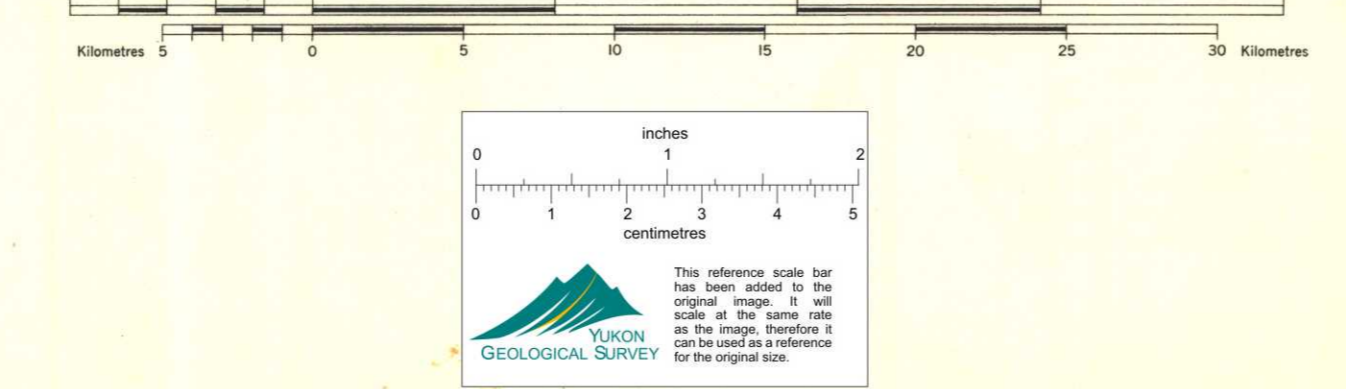 Kilometres 5 0 5 10 15 20 25 30 Kilometres
inches
0 1 2
0 1 2 3 4 5
centimetres
This reference scale bar
has been added to the
original image. It will
scale at the same rate
as the image, therefore it
can be used as a reference
for the original size.
YUKON
GEOLOGICAL SURVEY